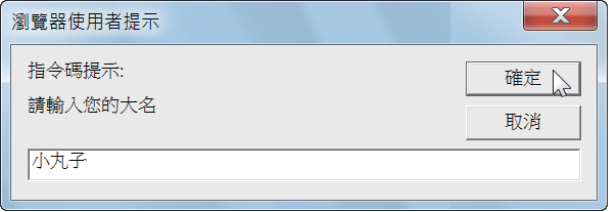 瀏覽器使用者提示
指令碼提示:
確定
請輸入您的大名
取消
小丸子